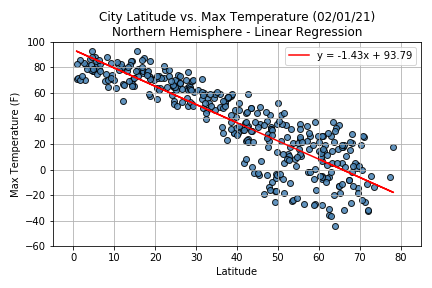 City Latitude vs. Max Temperature (02/01/21)
Northern Hemisphere - Linear Regression
y = -1.43x + 93.79
Max Temperature (F)
100
80
60
40
20
0
−20
−40
−60
0 10 20 30 40 50 60 70 80
Latitude